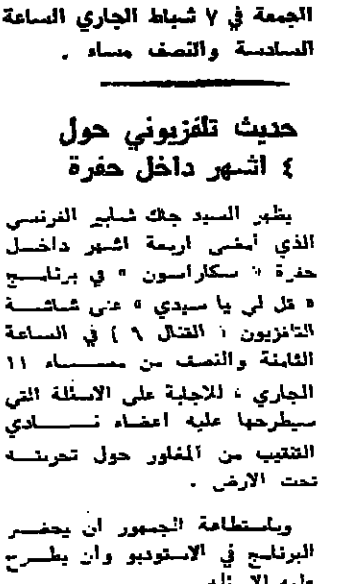 الجمعة في ٧ شباط الجاري الساعة
السادسة والنصف مساء .
حديث تلفزيوني حول
٤ اشهر داخل حفرة
يظهر السيد جاك شابير الفرنسي
الذي أمضى اربعة اشهر داخل
حفرة « سكاراسون » في برنامج
« قل لي يا سيدي » على شاشة
التلفزيون ( القنال ٩ ) في الساعة
الثامنة والنصف من مساء ١١
الجاري ، للاجابة على الاسئلة التي
سيطرحها عليه اعضاء نادي
التنقيب من المغاور حول تجربته
تحت الارض .
وباستطاعة الجمهور ان يحضر
البرنامج في الاستوديو وان يطرح
عليه الاسئلة